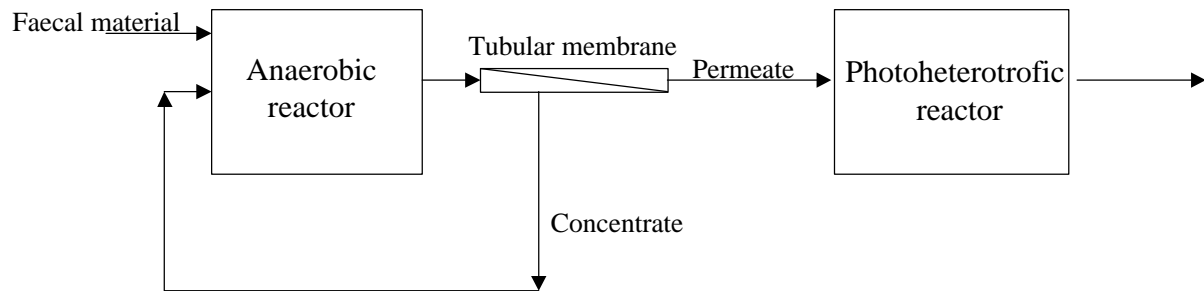 Faecal material
Anaerobic
reactor
Tubular membrane
Permeate
Photoheterotrofic
reactor
Concentrate